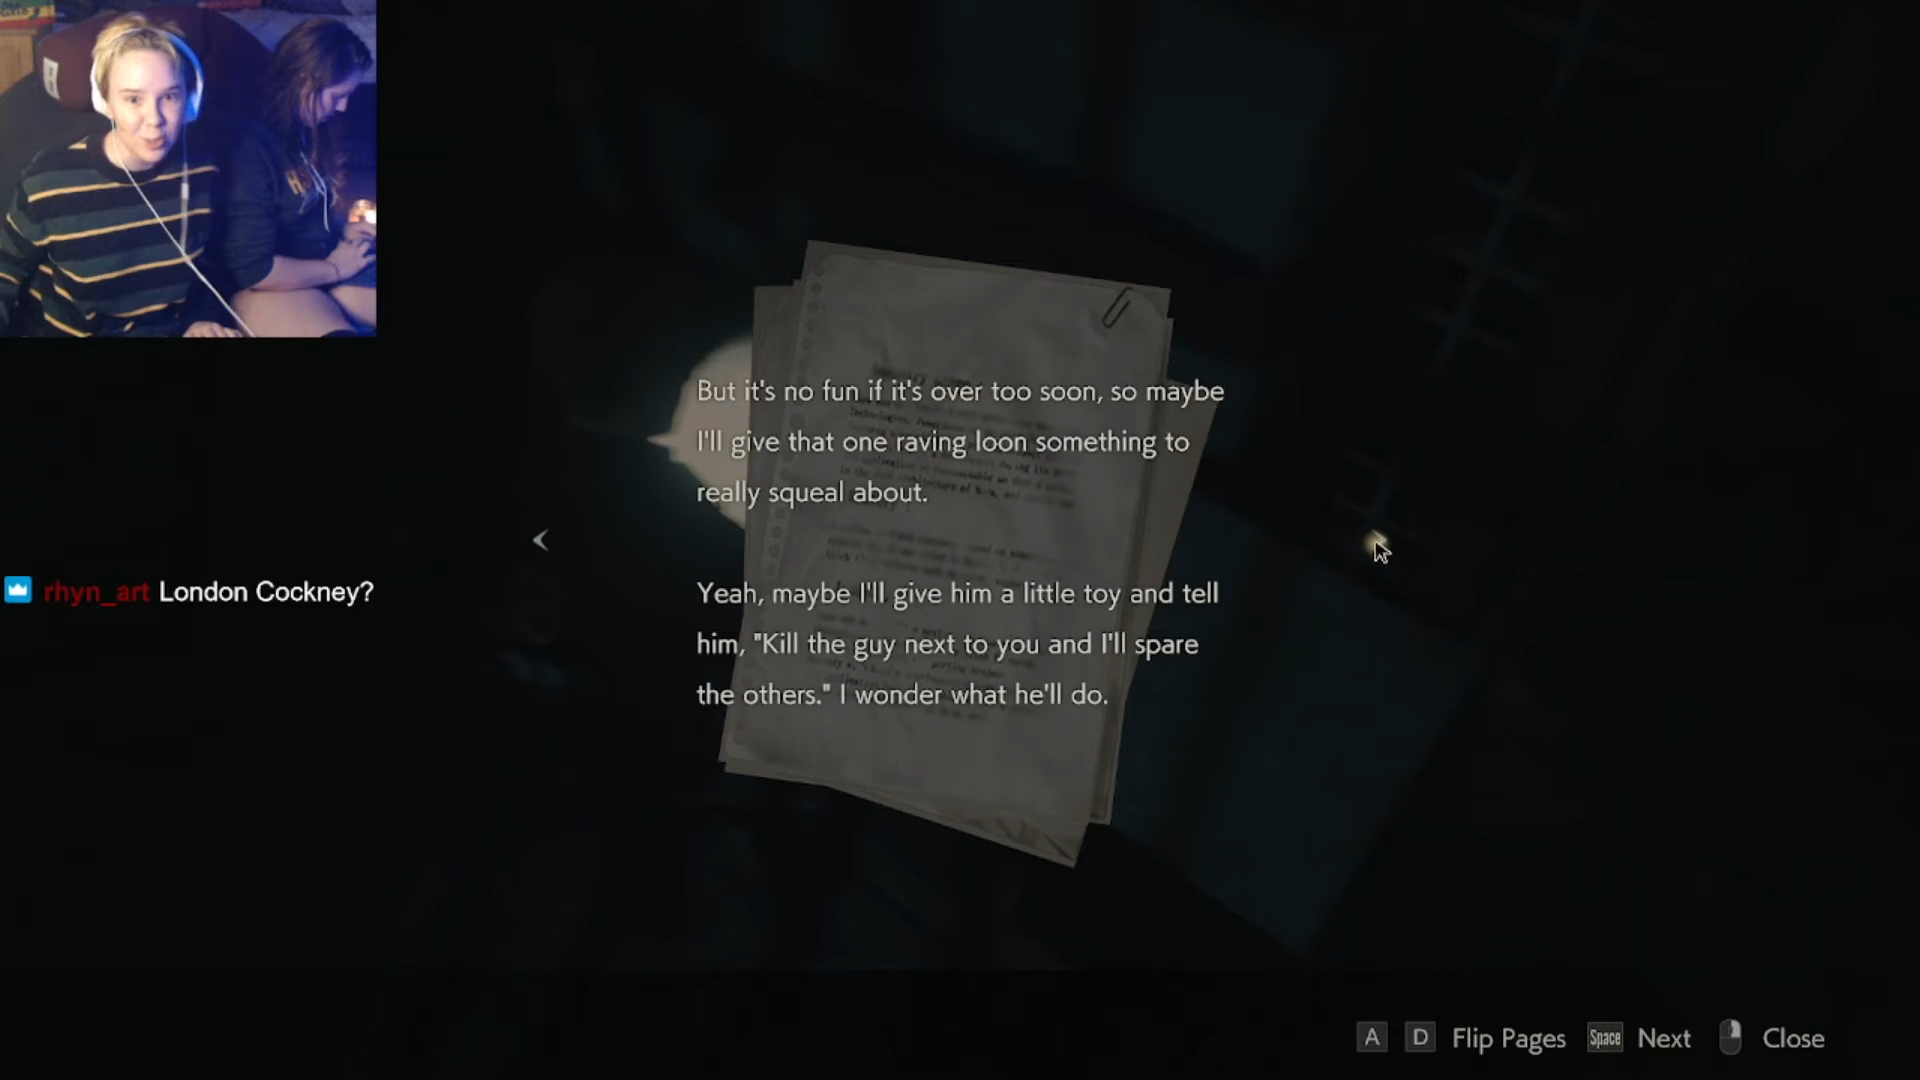 But it's no fun if it's over too soon, so maybe
I'll give that one raving loon something to
really squeal about.
rhyn_art London Cockney?
Yeah, maybe I'll give him a little toy and tell
him, "Kill the guy next to you and I'll spare
the others." I wonder what he'll do.
A D Flip Pages Space Next Close